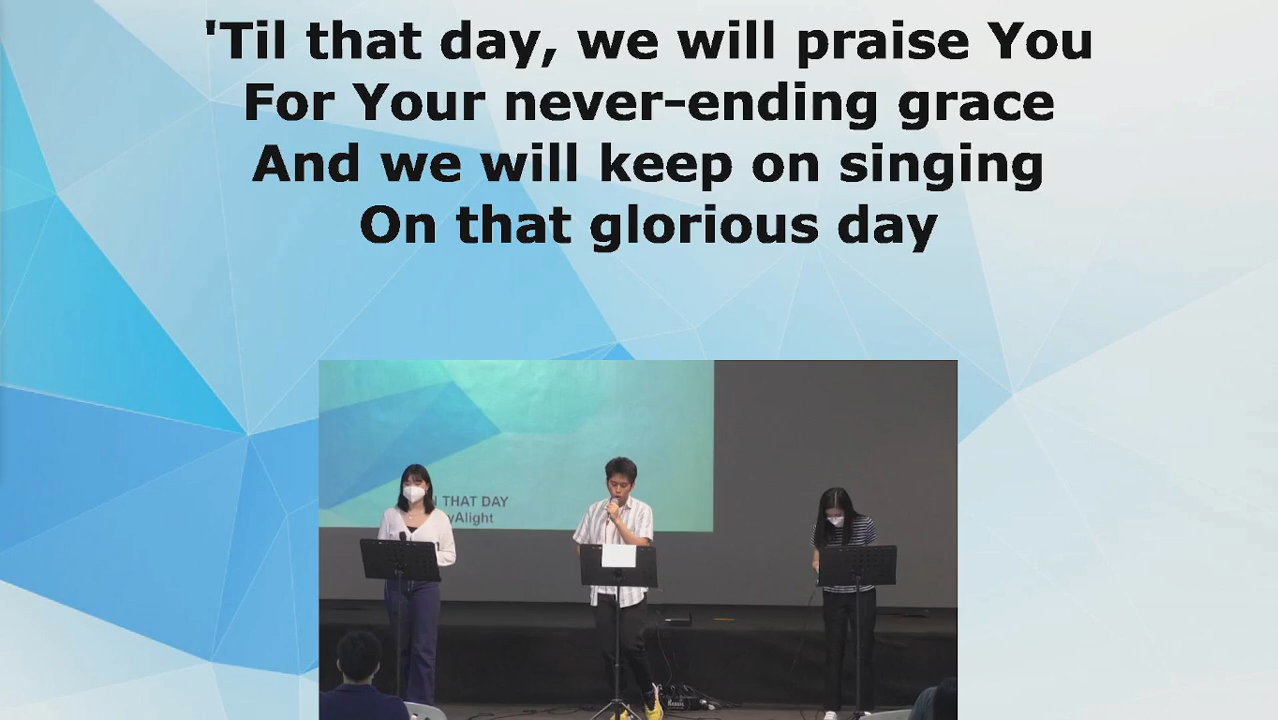 'Til that day, we will praise You
For Your never-ending grace
And we will keep on singing
On that glorious day
THAT DAY
Alight